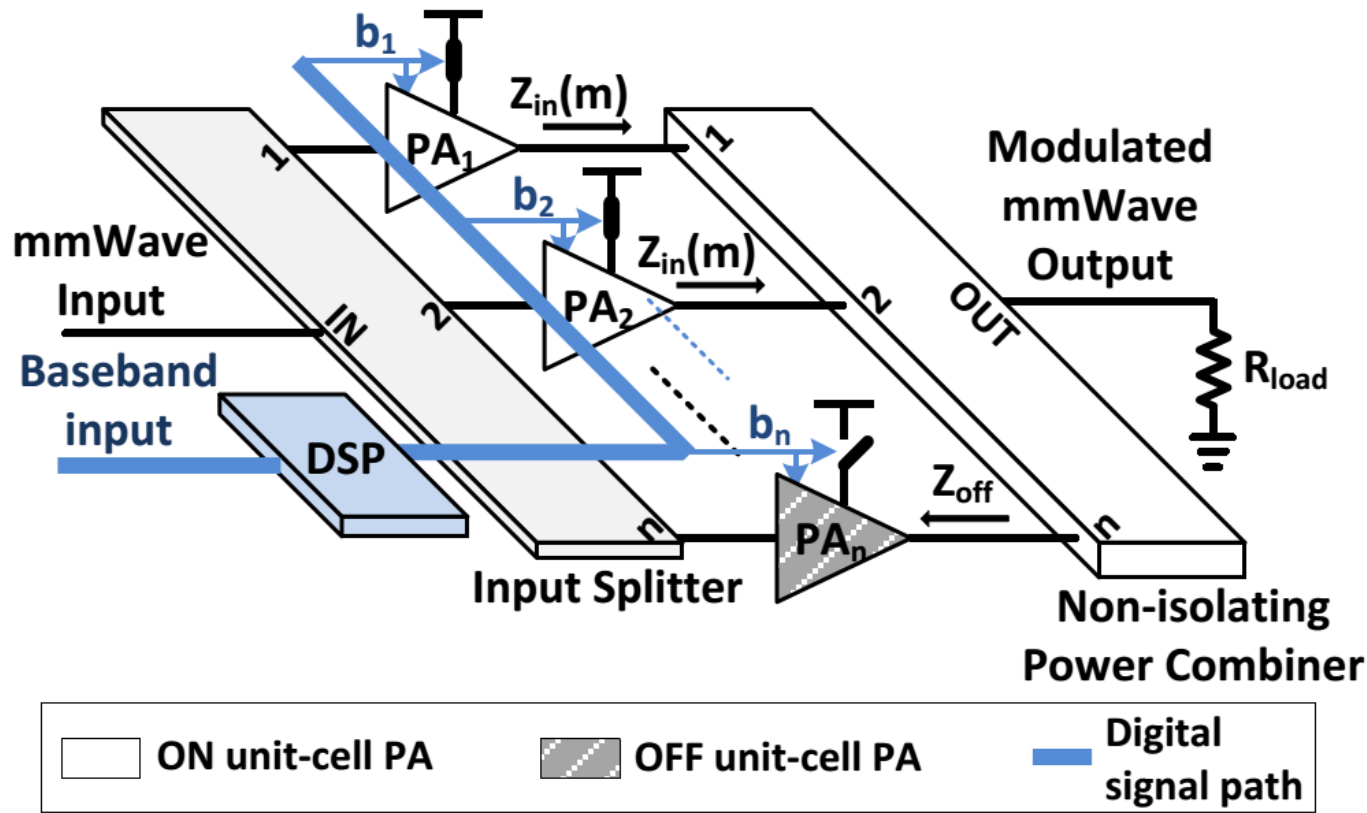 b1
Zin(m)
1
PA1
1
Modulated
mmWave
Output
b2
Zin(m)
mmWave
Input
IN
2
PA2
2
OUT
Rload
Baseband
input
DSP
bn
Zoff
n
PAn
n
Input Splitter
Non-isolating
Power Combiner
ON unit-cell PA
OFF unit-cell PA
Digital
signal path